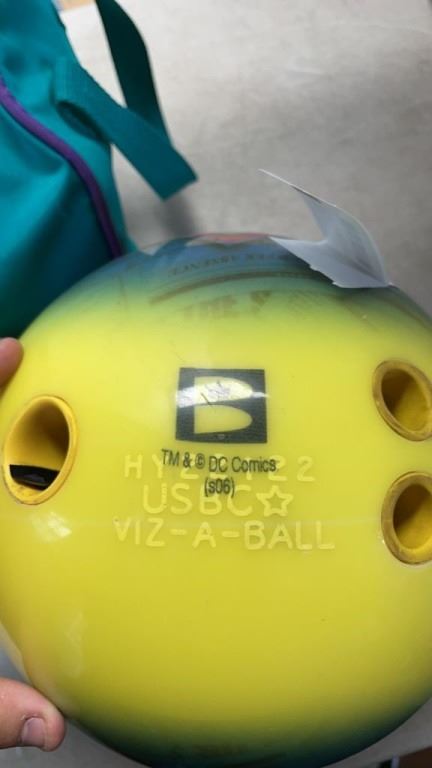 B
TM & © DC Comics
(s06)
USBC☆
VIZ-A-BALL